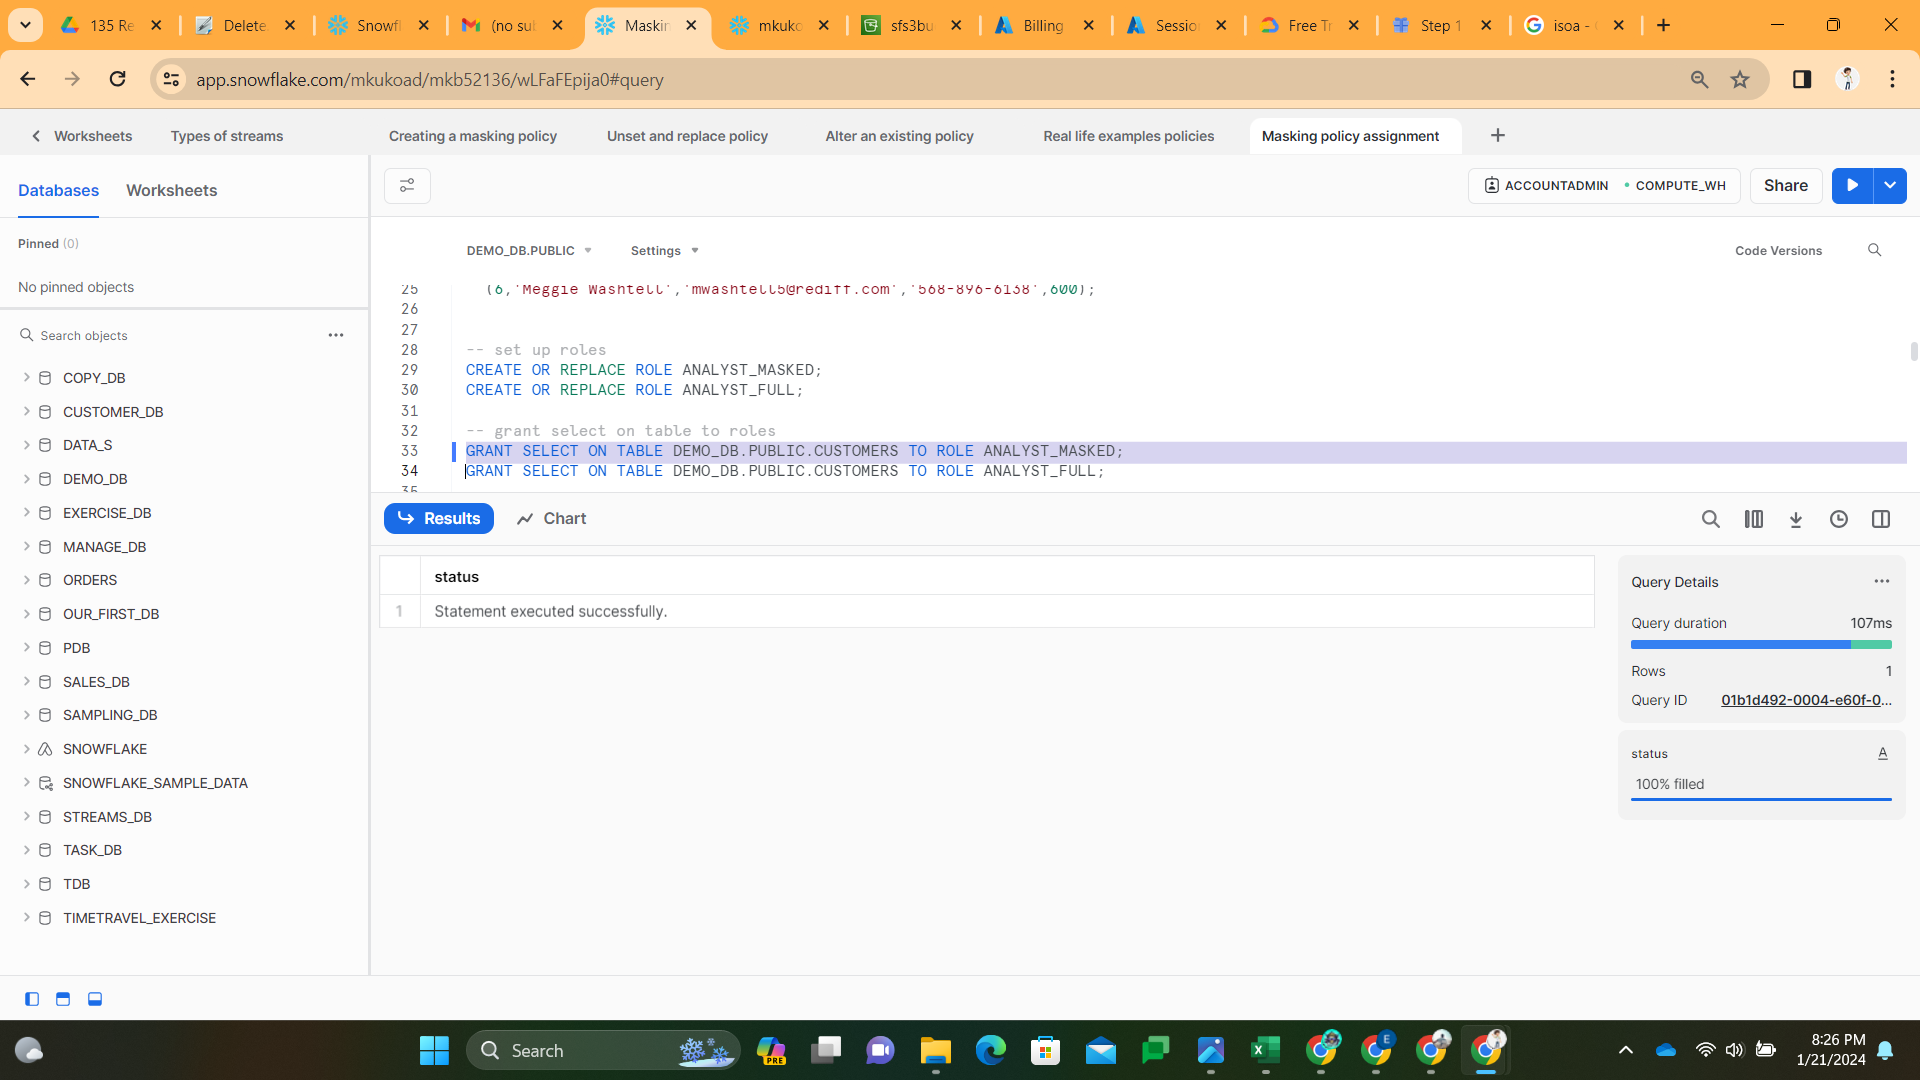 135 Re
Delete
Snowfl
(no sub
Maskin
mkuko
sfs3bu
Billing
Sessio
Free Tr
Step 1
isoa -
app.snowflake.com/mkukoad/mkb52136/wLFaFEpija0#query
Worksheets
Types of streams
Creating a masking policy
Unset and replace policy
Alter an existing policy
Real life examples policies
Masking policy assignment
Databases
Worksheets
ACCOUNTADMIN
COMPUTE_WH
Share
Pinned (0)
No pinned objects
DEMO_DB.PUBLIC
Settings
Code Versions
Search objects
COPY_DB
CUSTOMER_DB
DATA_S
DEMO_DB
EXERCISE_DB
MANAGE_DB
ORDERS
OUR_FIRST_DB
PDB
SALES_DB
SAMPLING_DB
SNOWFLAKE
SNOWFLAKE_SAMPLE_DATA
STREAMS_DB
TASK_DB
TDB
TIMETRAVEL_EXERCISE
25 (6,'Meggie Washtell','mwashtell5@rediff.com','568-896-6138',600);
26
27
28 -- set up roles
29 CREATE OR REPLACE ROLE ANALYST_MASKED;
30 CREATE OR REPLACE ROLE ANALYST_FULL;
31
32 -- grant select on table to roles
33 GRANT SELECT ON TABLE DEMO_DB.PUBLIC.CUSTOMERS TO ROLE ANALYST_MASKED;
34 GRANT SELECT ON TABLE DEMO_DB.PUBLIC.CUSTOMERS TO ROLE ANALYST_FULL;
35
Results
Chart
status
1 Statement executed successfully.
Query Details
Query duration 107ms
Rows 1
Query ID 01b1d492-0004-e60f-0...
status A
100% filled
Search
PRE
E
8:26 PM
1/21/2024